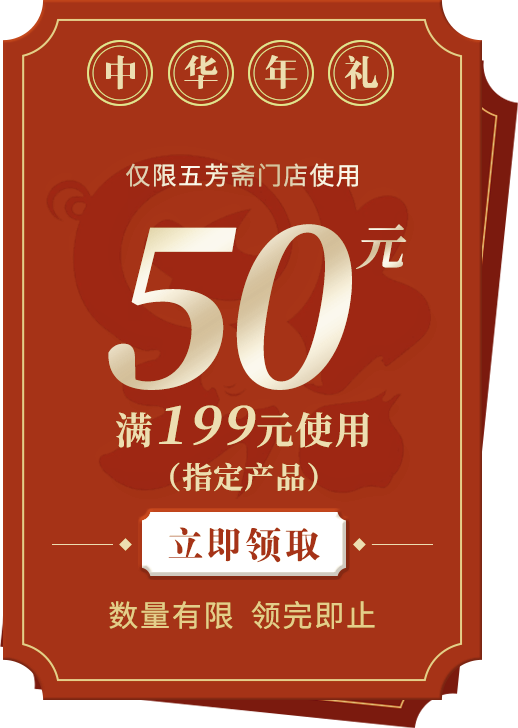 中华年礼
仅限五芳斋门店使用
50元
满199元使用
（指定产品）
立即领取
数量有限 领完即止